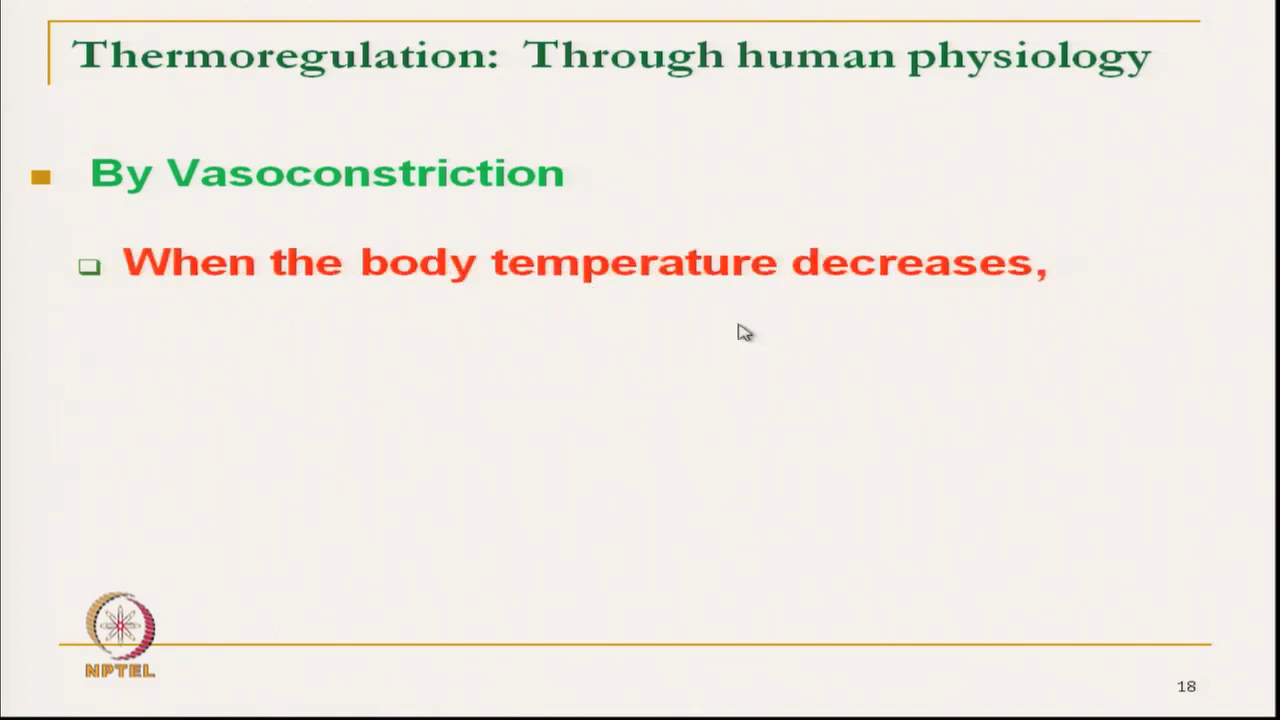 Thermoregulation: Through human physiology
By Vasoconstriction
When the body temperature decreases,
NPTEL
18